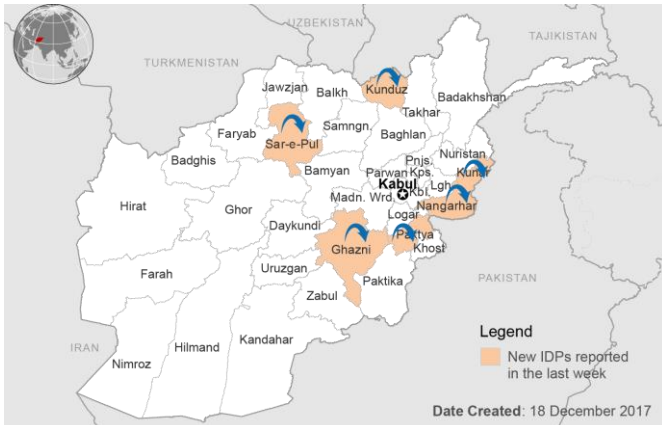 UZBEKISTAN
TAJIKISTAN
TURKMENISTAN
Jawzjan
Balkh
Kunduz
Takhar
Badakhshan
Faryab
Samngn.
Baghlan
Sar-e-Pul
Badghis
Bamyan
Parwan
Pnjs.
Kps.
Nuristan
Kunar
Kabul
Kbl.
Lgh.
Hirat
Ghor
Madn. Wrd.
Nangarhar
Logar
Daykundi
Ghazni
Paktya
Khost
Farah
Uruzgan
Paktika
PAKISTAN
Zabul
IRAN
Nimroz
Hilmand
Kandahar
Legend
New IDPs reported
in the last week
Date Created: 18 December 2017